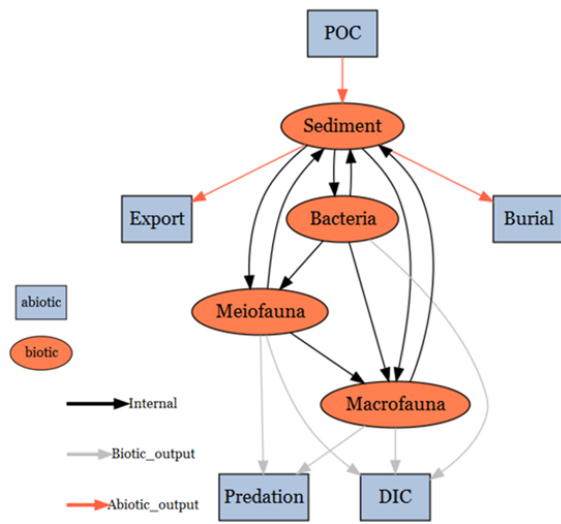 POC
Sediment
Export
Bacteria
Burial
Meiofauna
abiotic
biotic
Macrofauna
Internal
Biotic_output
Predation
DIC
Abiotic_output